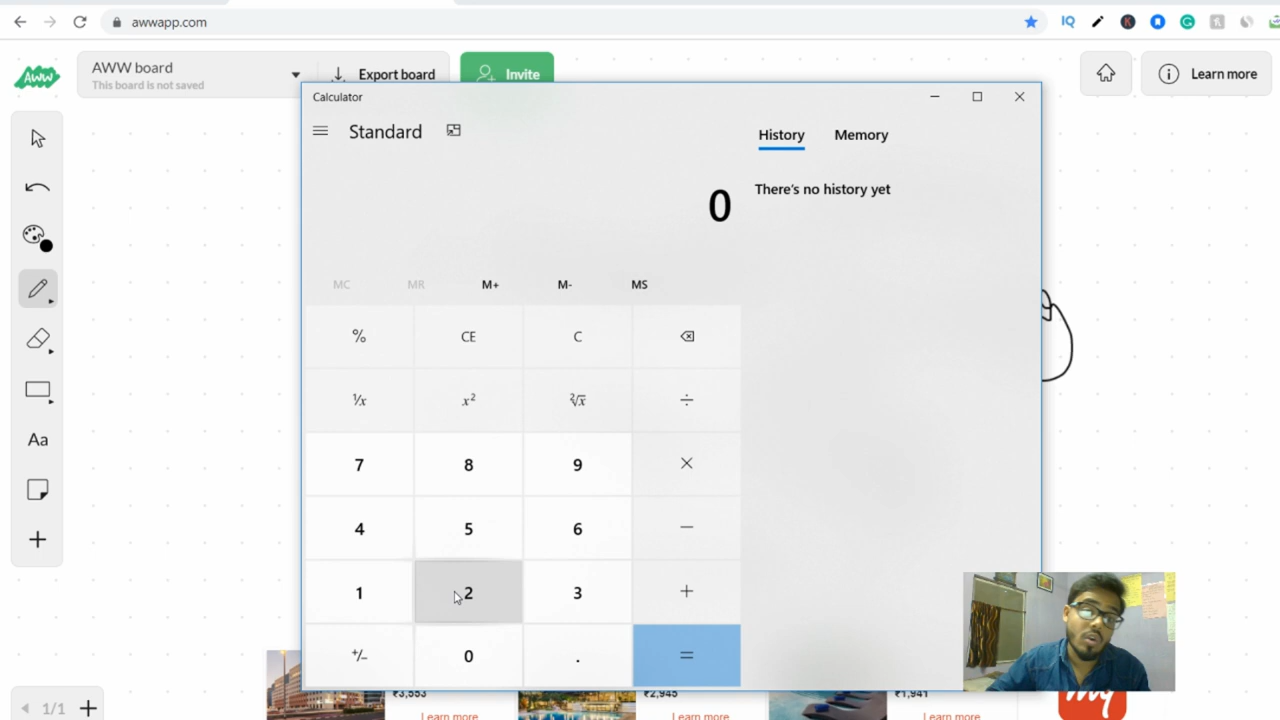 awwapp.com
IQ
K
AWW
AWW board
This board is not saved
Export board
Invite
Learn more
Calculator
Standard
History
Memory
0
There's no history yet
MC MR M+ M- MS
% CE C
¹/x x² ²√x ÷
7 8 9 ×
4 5 6 −
1 2 3 +
+/− 0 . =
Aa
1/1
₹3,553
₹2,945
₹1,941
Learn more
Learn more
Learn more
my